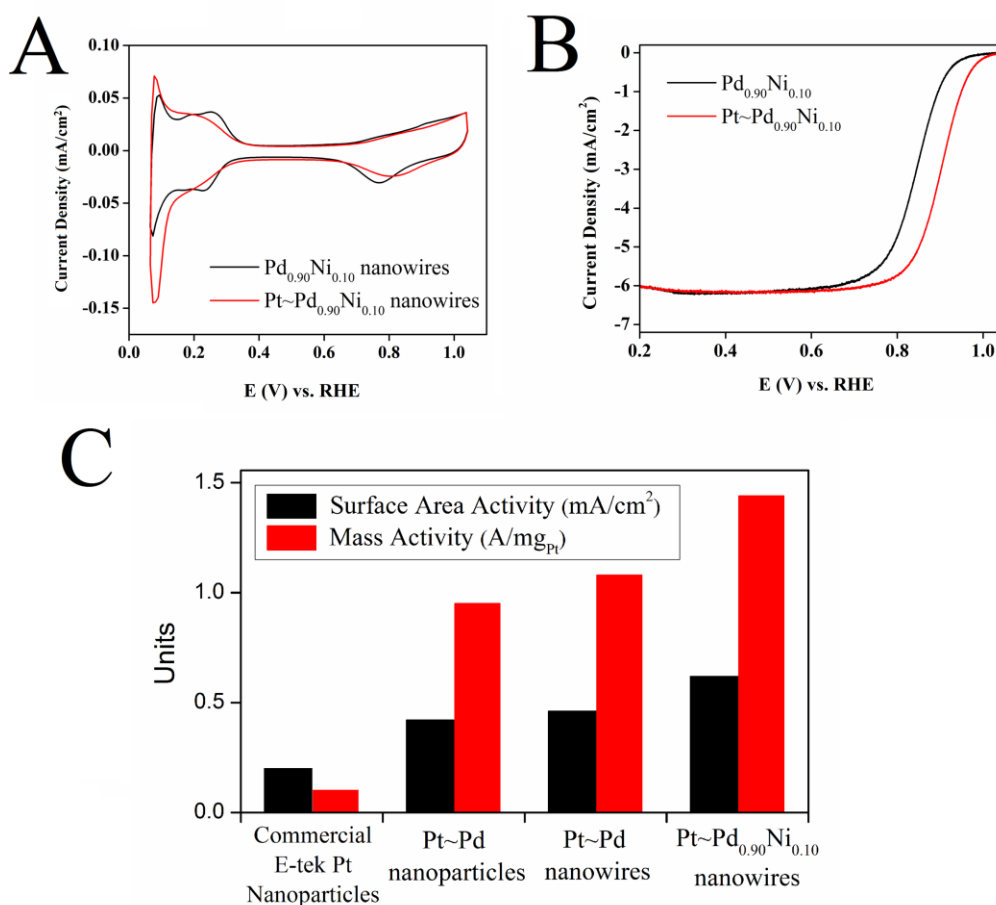 A
0.10
0.05
0.00
-0.05
-0.10
-0.15
Current Density (mA/cm²)
Pd₀.₉₀Ni₀.₁₀ nanowires
Pt~Pd₀.₉₀Ni₀.₁₀ nanowires
0.0 0.2 0.4 0.6 0.8 1.0
E (V) vs. RHE
B
0
-1
-2
-3
-4
-5
-6
-7
Current Density (mA/cm²)
Pd₀.₉₀Ni₀.₁₀
Pt~Pd₀.₉₀Ni₀.₁₀
0.2 0.4 0.6 0.8 1.0
E (V) vs. RHE
C
1.5
1.0
0.5
0.0
Units
Surface Area Activity (mA/cm²)
Mass Activity (A/mg_Pt)
Commercial
E-tek Pt
Nanoparticles
Pt~Pd
nanoparticles
Pt~Pd
nanowires
Pt~Pd₀.₉₀Ni₀.₁₀
nanowires